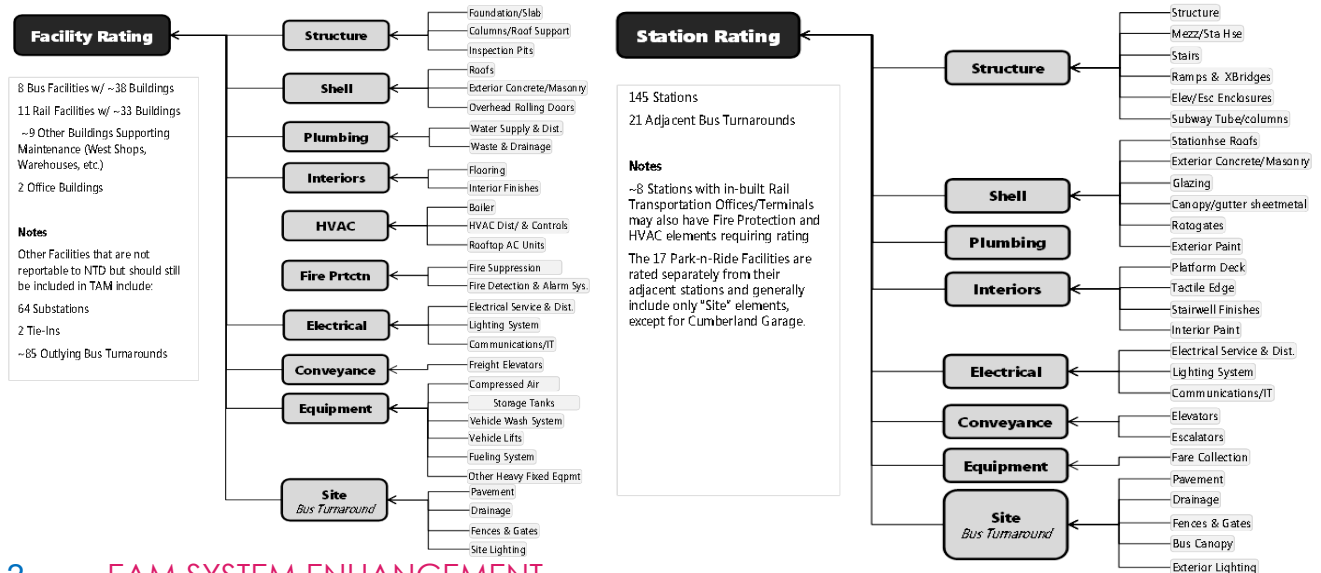 Facility Rating
8 Bus Facilities w/ ~38 Buildings
11 Rail Facilities w/ ~33 Buildings
~9 Other Buildings Supporting
Maintenance (West Shops,
Warehouses, etc.)
2 Office Buildings
Notes
Other Facilities that are not
reportable to NTD but should still
be included in TAM include:
64 Substations
2 Tie-Ins
~85 Outlying Bus Turnarounds
Structure
Foundation/Slab
Columns/Roof Support
Inspection Pits
Shell
Roofs
Exterior Concrete/Masonry
Overhead Rolling Doors
Plumbing
Water Supply & Dist.
Waste & Drainage
Interiors
Flooring
Interior Finishes
HVAC
Boiler
HVAC Dist/ & Controls
Rooftop AC Units
Fire Prtctn
Fire Suppression
Fire Detection & Alarm Sys.
Electrical
Electrical Service & Dist.
Lighting System
Communications/IT
Conveyance
Freight Elevators
Equipment
Compressed Air
Storage Tanks
Vehicle Wash System
Vehicle Lifts
Fueling System
Other Heavy Fixed Eqpmt
Site
Bus Turnaround
Pavement
Drainage
Fences & Gates
Site Lighting
Station Rating
145 Stations
21 Adjacent Bus Turnarounds
Notes
~8 Stations with in-built Rail
Transportation Offices/Terminals
may also have Fire Protection and
HVAC elements requiring rating
The 17 Park-n-Ride Facilities are
rated separately from their
adjacent stations and generally
include only "Site" elements,
except for Cumberland Garage.
Structure
Structure
Mezz/Sta Hse
Stairs
Ramps & XBridges
Elev/Esc Enclosures
Subway Tube/columns
Shell
Stationhse Roofs
Exterior Concrete/Masonry
Glazing
Canopy/gutter sheetmetal
Rotogates
Exterior Paint
Plumbing
Interiors
Platform Deck
Tactile Edge
Stairwell Finishes
Interior Paint
Electrical
Electrical Service & Dist.
Lighting System
Communications/IT
Conveyance
Elevators
Escalators
Equipment
Fare Collection
Site
Bus Turnaround
Pavement
Drainage
Fences & Gates
Bus Canopy
Exterior Lighting
EAM SYSTEM ENHANCEMENT